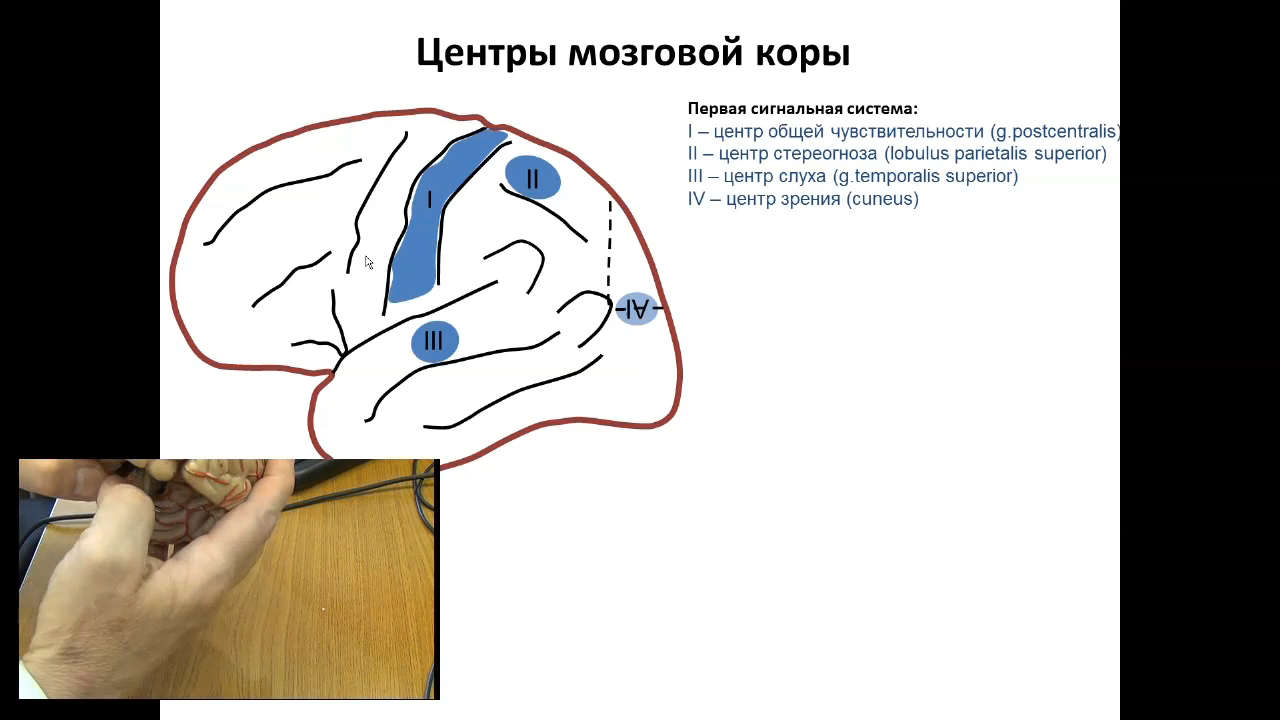 Центры мозговой коры
Первая сигнальная система:
I – центр общей чувствительности (g.postcentralis)
II – центр стереогноза (lobulus parietalis superior)
III – центр слуха (g.temporalis superior)
IV – центр зрения (cuneus)
I
II
III
IV